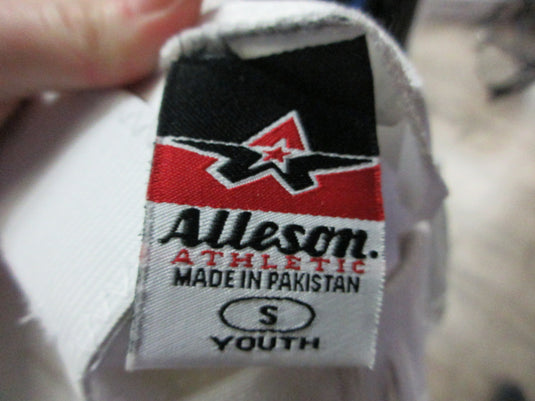 Alleson.
ATHLETIC
MADE IN PAKISTAN
S
YOUTH